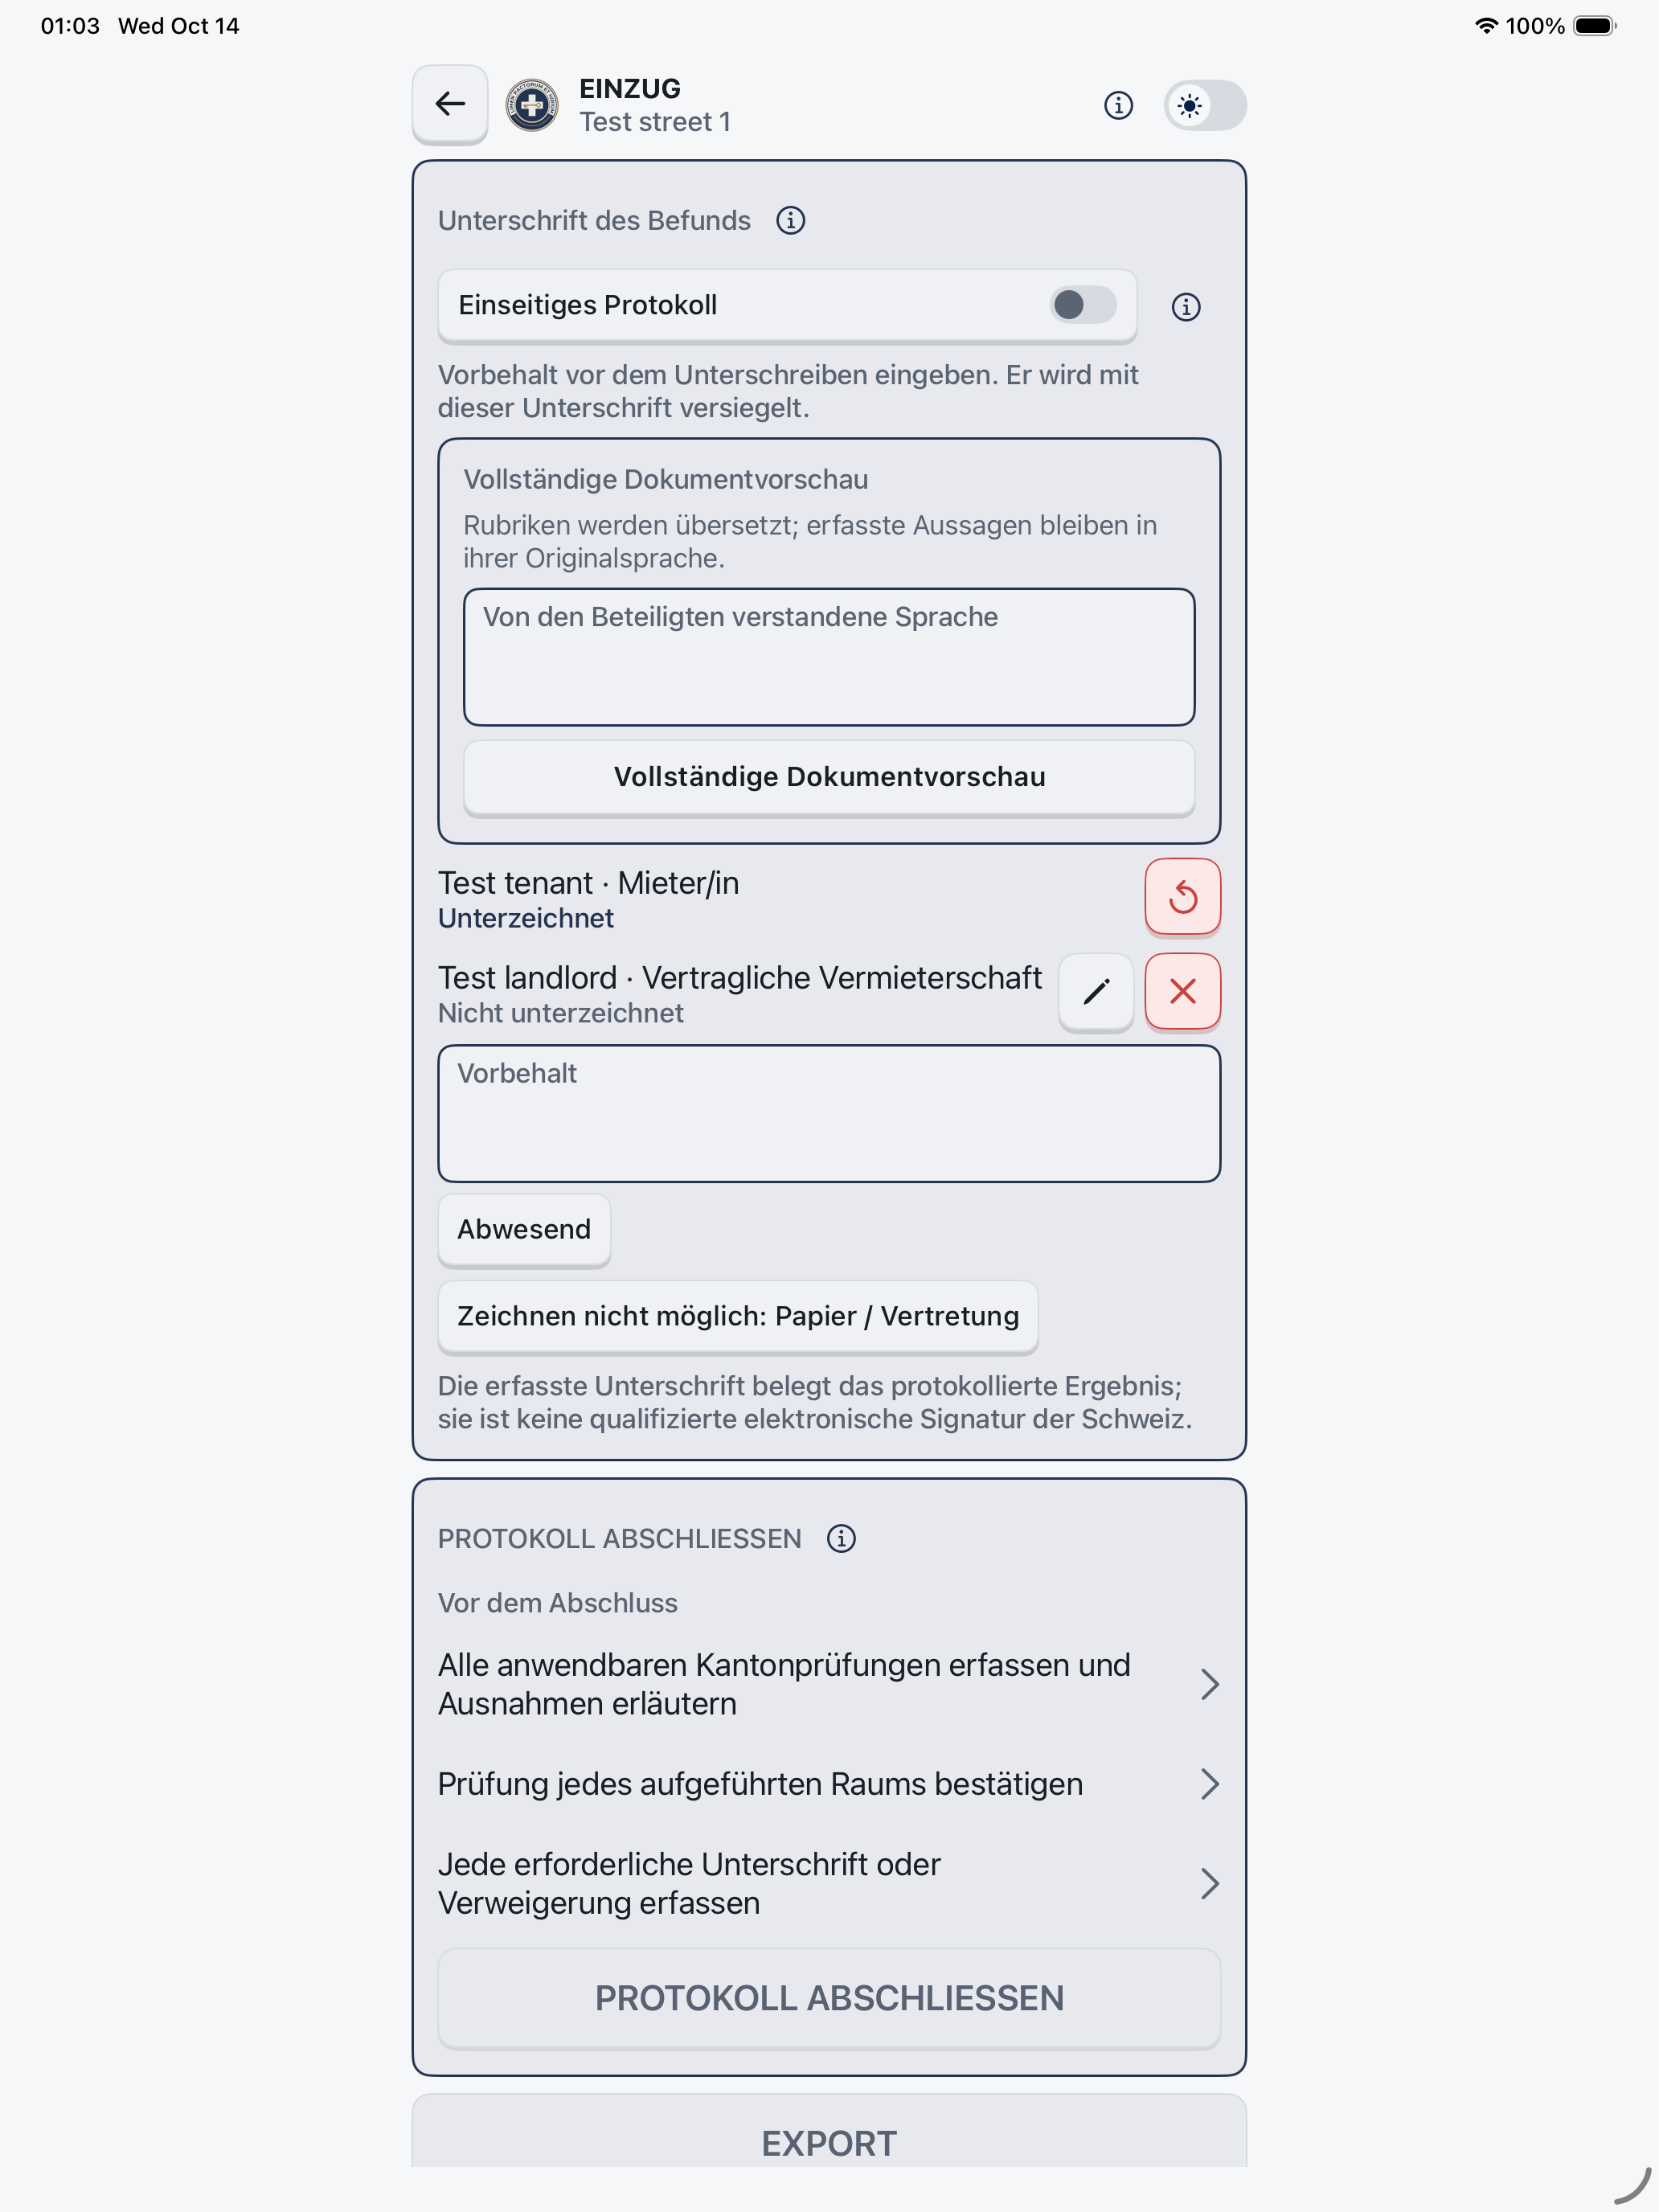 01:03 Wed Oct 14
100%
EINZUG
Test street 1
Unterschrift des Befunds
Einseitiges Protokoll
Vorbehalt vor dem Unterschreiben eingeben. Er wird mit
dieser Unterschrift versiegelt.
Vollständige Dokumentvorschau
Rubriken werden übersetzt; erfasste Aussagen bleiben in
ihrer Originalsprache.
Von den Beteiligten verstandene Sprache
Vollständige Dokumentvorschau
Test tenant · Mieter/in
Unterzeichnet
Test landlord · Vertragliche Vermieterschaft
Nicht unterzeichnet
Vorbehalt
Abwesend
Zeichnen nicht möglich: Papier / Vertretung
Die erfasste Unterschrift belegt das protokollierte Ergebnis;
sie ist keine qualifizierte elektronische Signatur der Schweiz.
PROTOKOLL ABSCHLIESSEN
Vor dem Abschluss
Alle anwendbaren Kantonprüfungen erfassen und
Ausnahmen erläutern
Prüfung jedes aufgeführten Raums bestätigen
Jede erforderliche Unterschrift oder
Verweigerung erfassen
PROTOKOLL ABSCHLIESSEN
EXPORT